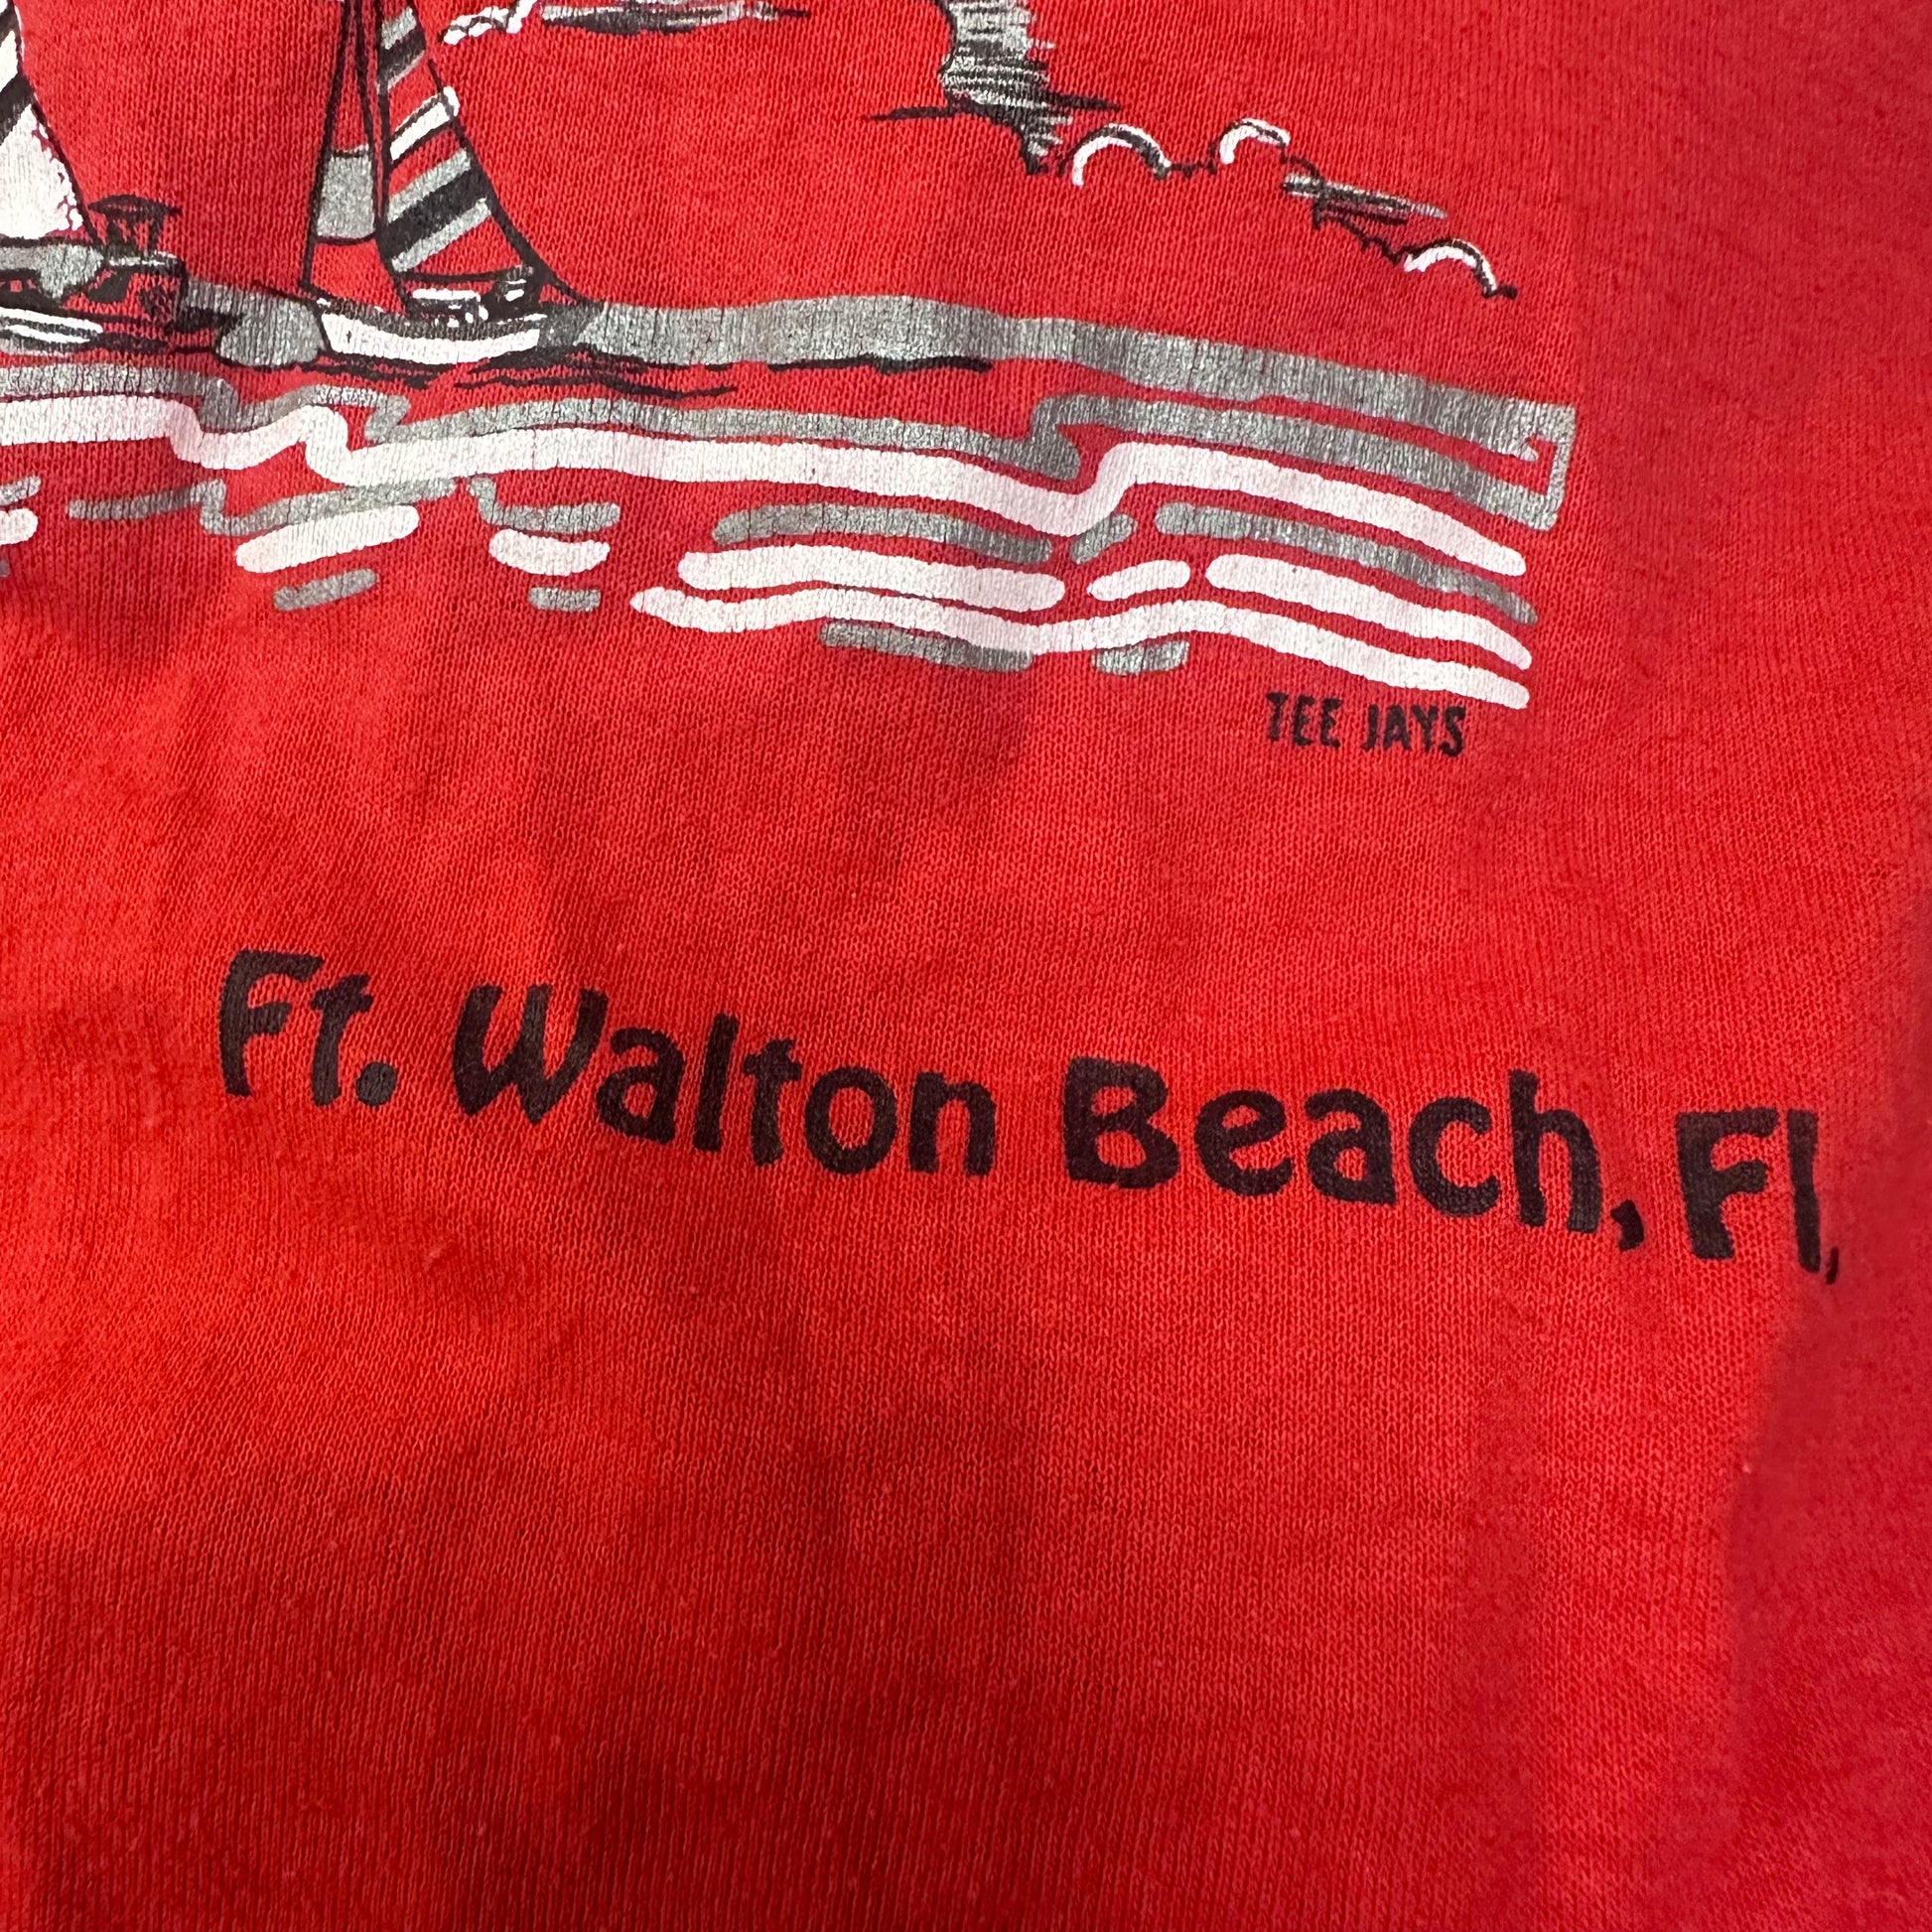 TEE JAYS
Ft. Walton Beach, Fl,